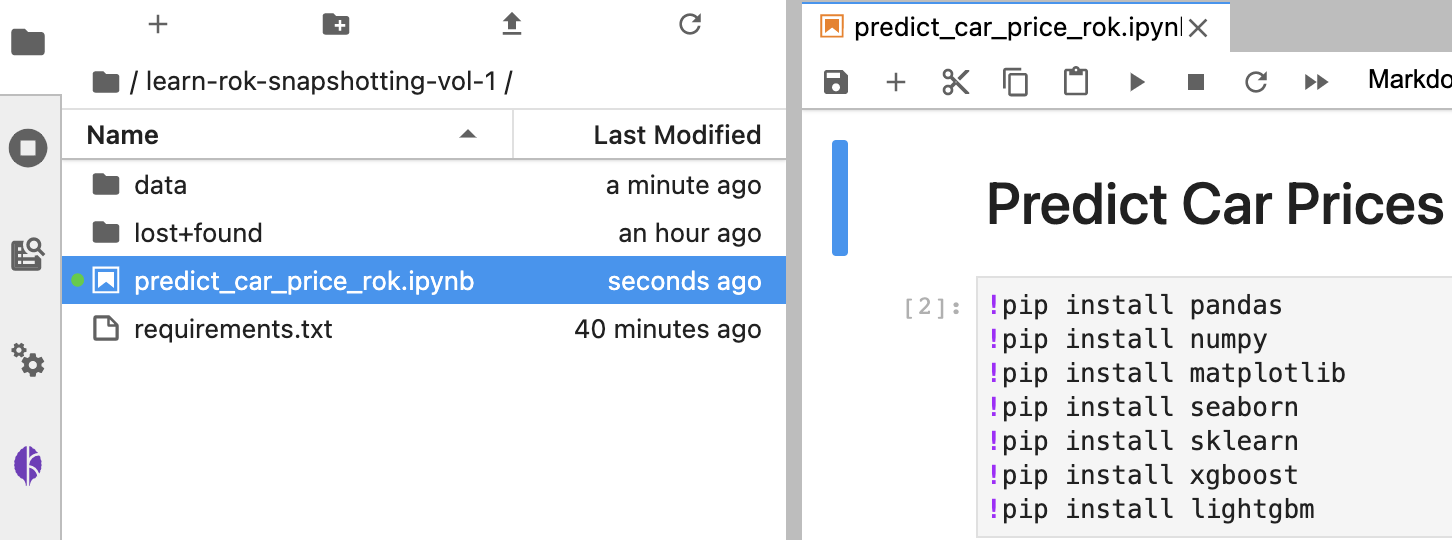 / learn-rok-snapshotting-vol-1 /
Name Last Modified
data a minute ago
lost+found an hour ago
predict_car_price_rok.ipynb seconds ago
requirements.txt 40 minutes ago
predict_car_price_rok.ipynl
Markdo
Predict Car Prices
[2]:
!pip install pandas
!pip install numpy
!pip install matplotlib
!pip install seaborn
!pip install sklearn
!pip install xgboost
!pip install lightgbm